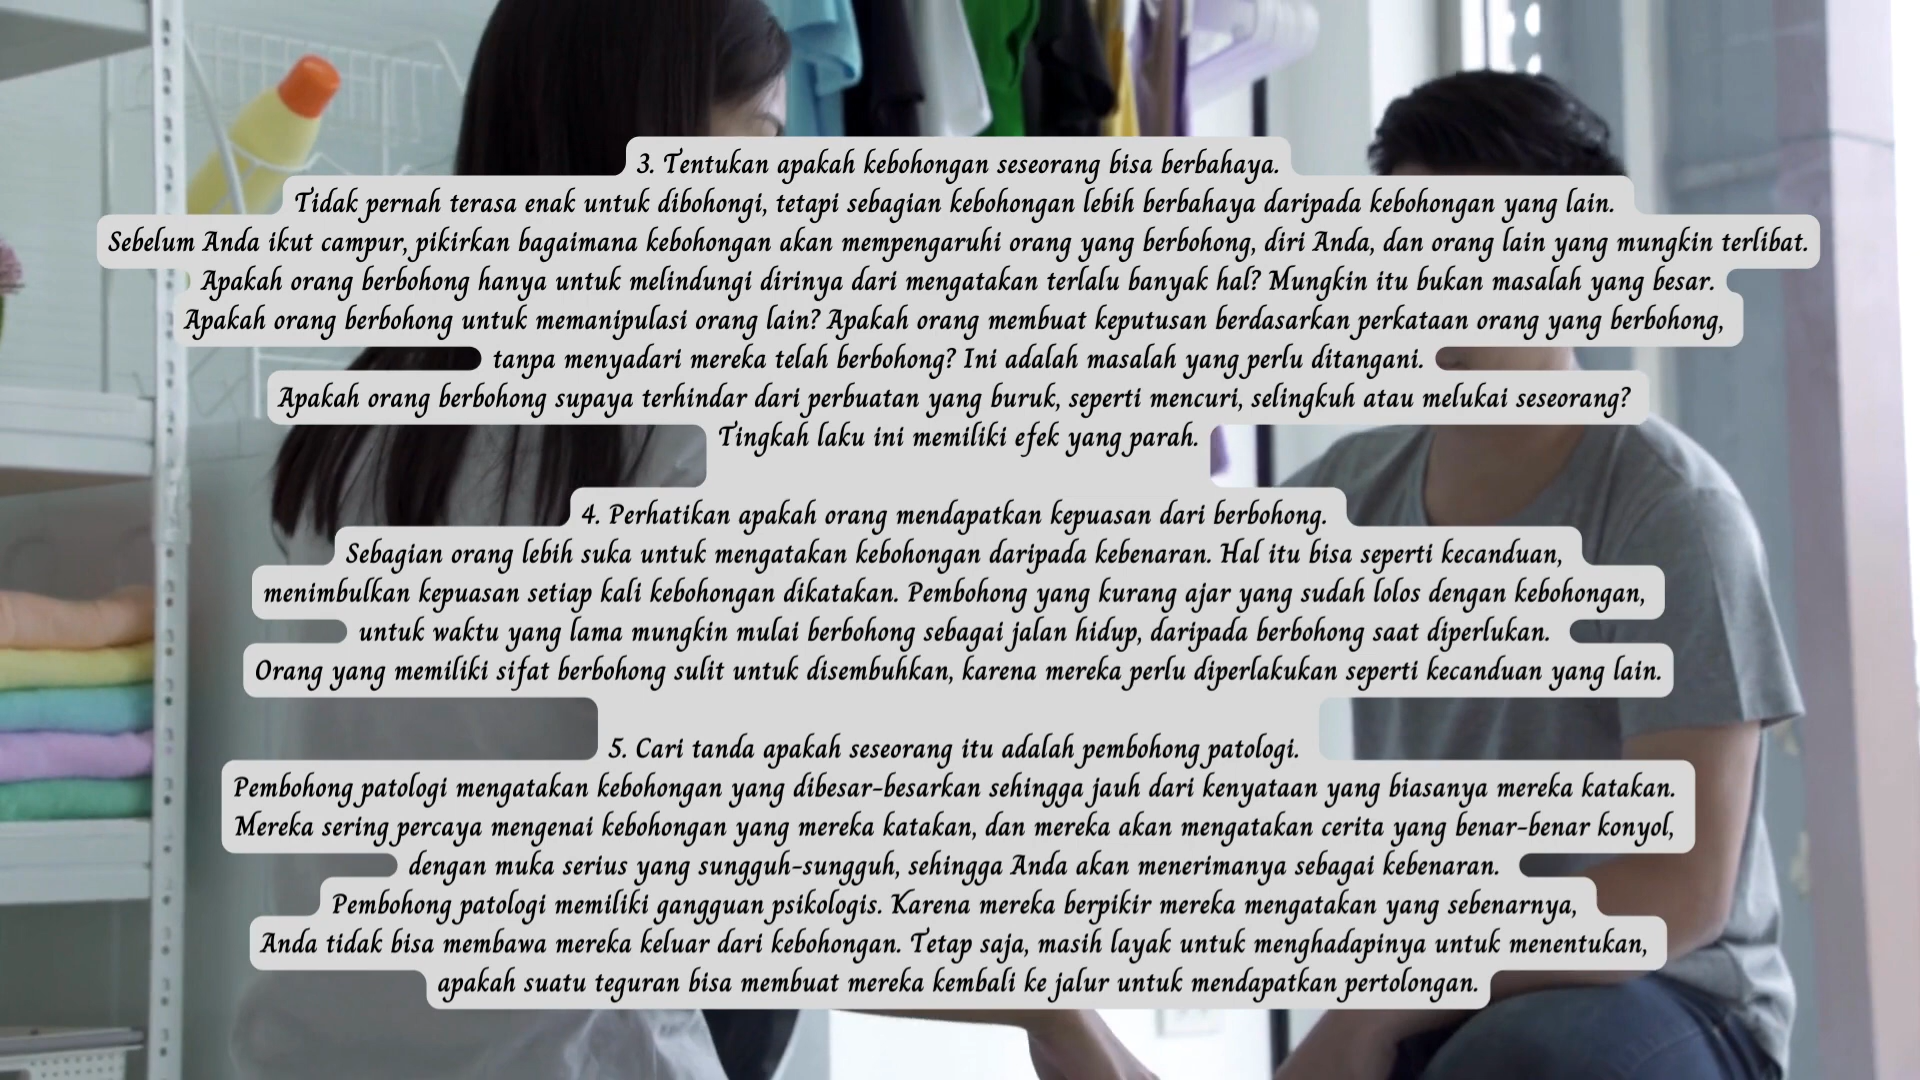 3. Tentukan apakah kebohongan seseorang bisa berbahaya.
Tidak pernah terasa enak untuk dibohongi, tetapi sebagian kebohongan lebih berbahaya daripada kebohongan yang lain.
Sebelum Anda ikut campur, pikirkan bagaimana kebohongan akan mempengaruhi orang yang berbohong, diri Anda, dan orang lain yang mungkin terlibat.
Apakah orang berbohong hanya untuk melindungi dirinya dari mengatakan terlalu banyak hal? Mungkin itu bukan masalah yang besar.
Apakah orang berbohong untuk memanipulasi orang lain? Apakah orang membuat keputusan berdasarkan perkataan orang yang berbohong,
tanpa menyadari mereka telah berbohong? Ini adalah masalah yang perlu ditangani.
Apakah orang berbohong supaya terhindar dari perbuatan yang buruk, seperti mencuri, selingkuh atau melukai seseorang?
Tingkah laku ini memiliki efek yang parah.
4. Perhatikan apakah orang mendapatkan kepuasan dari berbohong.
Sebagian orang lebih suka untuk mengatakan kebohongan daripada kebenaran. Hal itu bisa seperti kecanduan,
menimbulkan kepuasan setiap kali kebohongan dikatakan. Pembohong yang kurang ajar yang sudah lolos dengan kebohongan,
untuk waktu yang lama mungkin mulai berbohong sebagai jalan hidup, daripada berbohong saat diperlukan.
Orang yang memiliki sifat berbohong sulit untuk disembuhkan, karena mereka perlu diperlakukan seperti kecanduan yang lain.
5. Cari tanda apakah seseorang itu adalah pembohong patologi.
Pembohong patologi mengatakan kebohongan yang dibesar-besarkan sehingga jauh dari kenyataan yang biasanya mereka katakan.
Mereka sering percaya mengenai kebohongan yang mereka katakan, dan mereka akan mengatakan cerita yang benar-benar konyol,
dengan muka serius yang sungguh-sungguh, sehingga Anda akan menerimanya sebagai kebenaran.
Pembohong patologi memiliki gangguan psikologis. Karena mereka berpikir mereka mengatakan yang sebenarnya,
Anda tidak bisa membawa mereka keluar dari kebohongan. Tetap saja, masih layak untuk menghadapinya untuk menentukan,
apakah suatu teguran bisa membuat mereka kembali ke jalur untuk mendapatkan pertolongan.